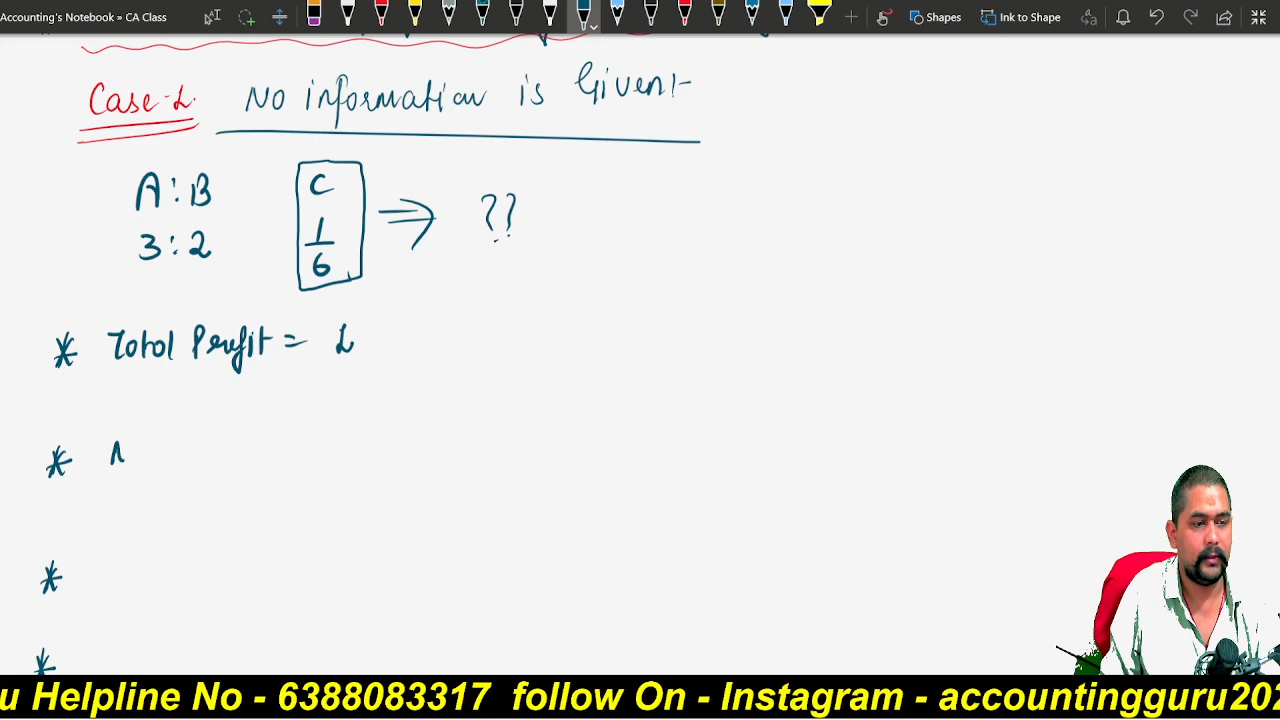 Accounting's Notebook » CA Class
Shapes
Ink to Shape
Case-1. No information is Given:-
A:B C ⇒ ??
3:2 1/6
* Total Profit = 1
* A
*
*
u Helpline No - 6388083317 follow On - Instagram - accountingguru202